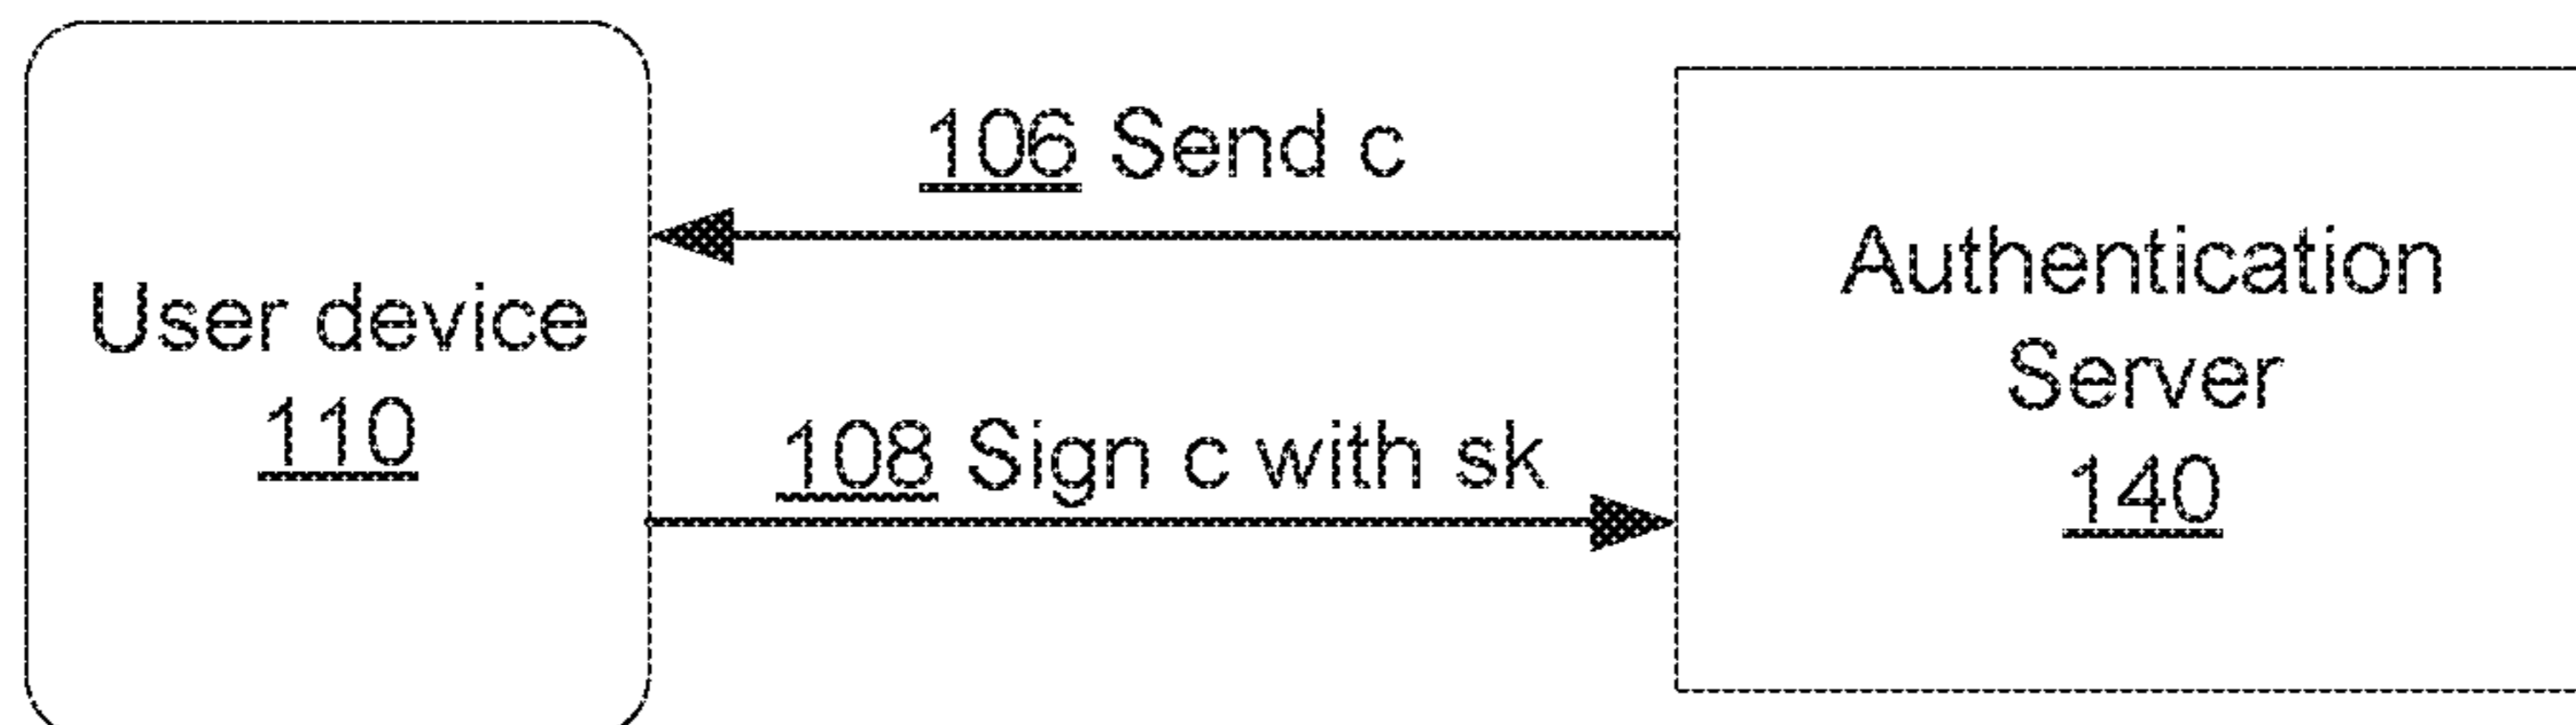 106 Send c
User device
110
108 Sign c with sk
Authentication
Server
140